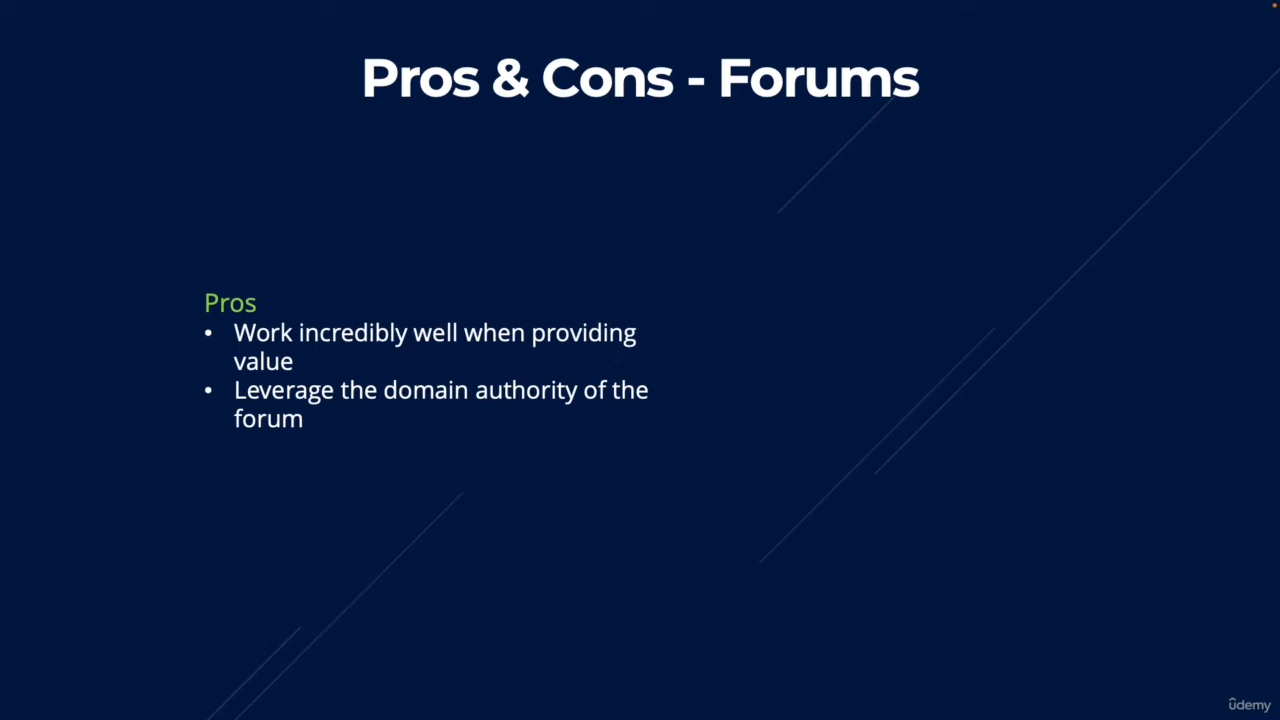 Pros & Cons - Forums
Pros
• Work incredibly well when providing
value
• Leverage the domain authority of the
forum
ûdemy